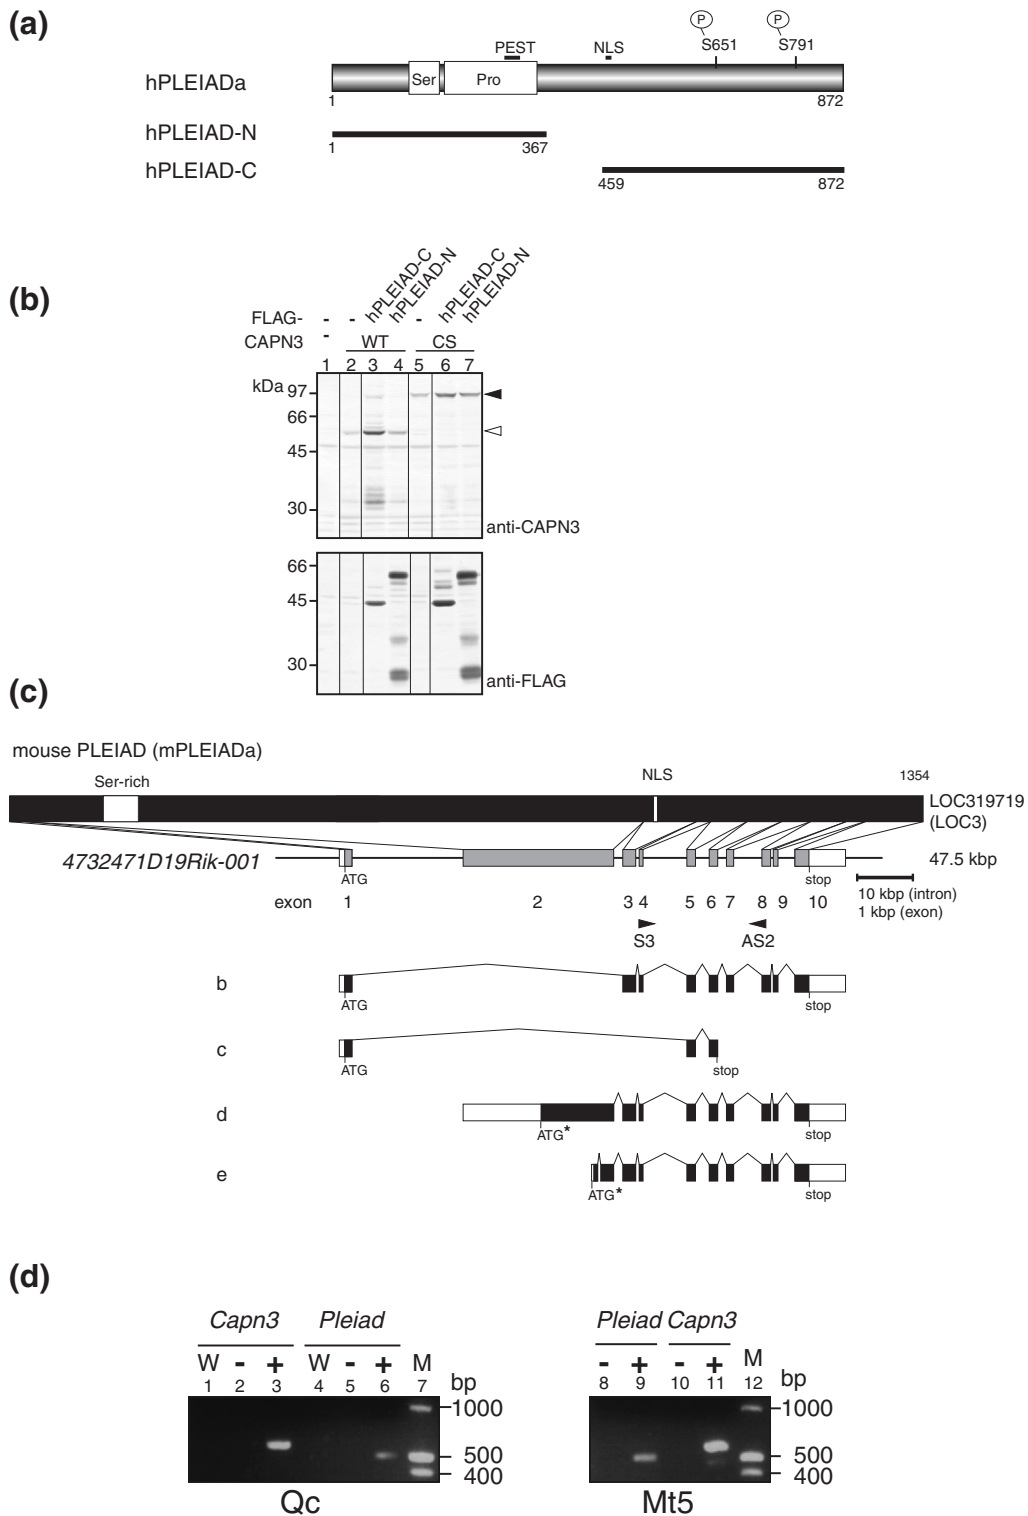 (a)
P P
PEST NLS S651 S791
hPLEIADa Ser Pro
1 872
hPLEIAD-N
1 367
hPLEIAD-C
459 872
(b)
hPLEIAD-C hPLEIAD-N hPLEIAD-C hPLEIAD-N
FLAG- - - -
CAPN3 - WT CS
1 2 3 4 5 6 7
kDa 97
66
45
30
anti-CAPN3
66
45
30
anti-FLAG
(c)
mouse PLEIAD (mPLEIADa)
Ser-rich NLS 1354
LOC319719
(LOC3)
4732471D19Rik-001 47.5 kbp
ATG stop
10 kbp (intron)
1 kbp (exon)
exon 1 2 3 4 5 6 7 8 9 10
S3 AS2
b
ATG stop
c
ATG stop
d
ATG* stop
e
ATG* stop
(d)
Capn3 Pleiad
W - + W - + M
1 2 3 4 5 6 7 bp
1000
500
400
Qc
Pleiad Capn3
- + - + M
8 9 10 11 12 bp
1000
500
400
Mt5